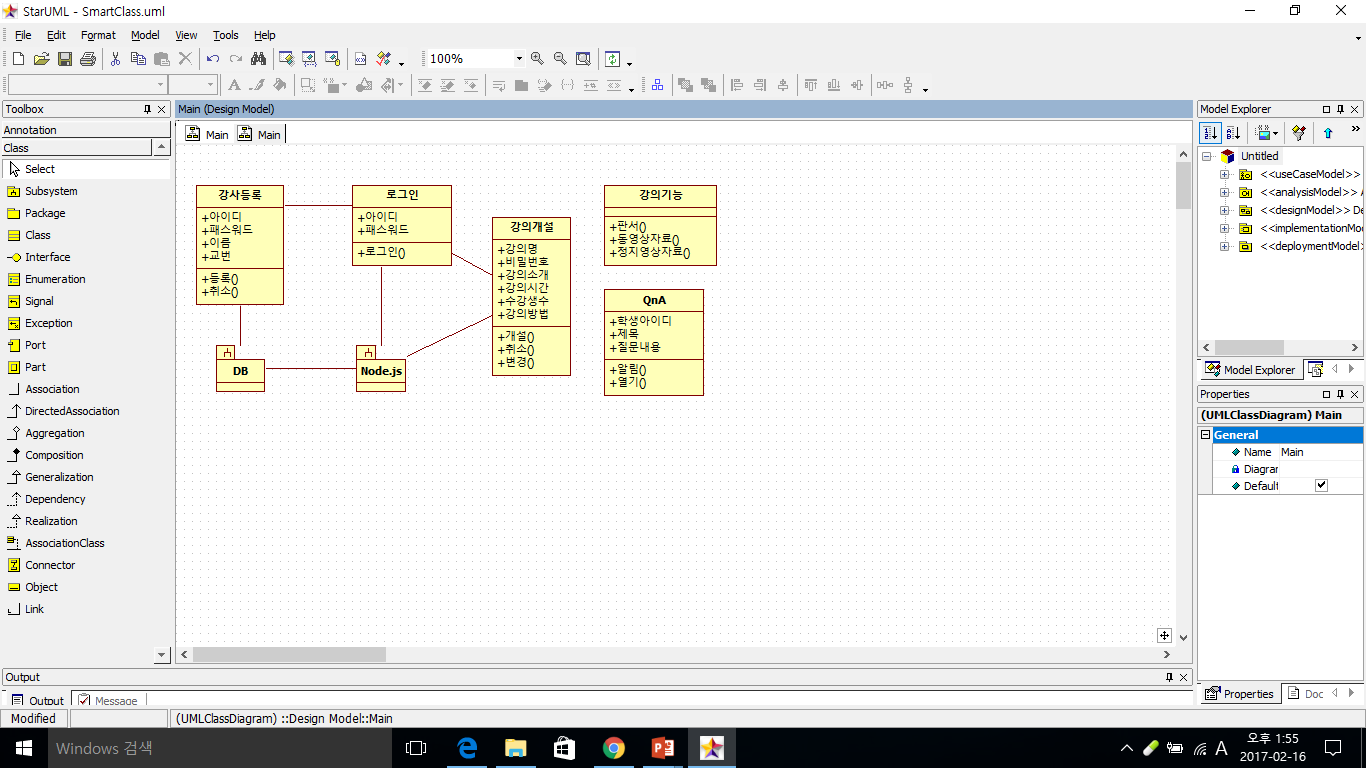 StarUML - SmartClass.uml
File Edit Format Model View Tools Help
100%
Toolbox
Annotation
Class
Select
Subsystem
Package
Class
Interface
Enumeration
Signal
Exception
Port
Part
Association
DirectedAssociation
Aggregation
Composition
Generalization
Dependency
Realization
AssociationClass
Connector
Object
Link
Main (Design Model)
Main Main
강사등록
+아이디
+패스워드
+이름
+교번
+등록()
+취소()
로그인
+아이디
+패스워드
+로그인()
강의개설
+강의명
+비밀번호
+강의소개
+강의시간
+수강생수
+강의방법
+개설()
+취소()
+변경()
강의기능
+판서()
+동영상자료()
+정지영상자료()
QnA
+학생아이디
+제목
+질문내용
+알림()
+열기()
DB
Node.js
Model Explorer
Untitled
<<useCaseModel>>
<<analysisModel>> A
<<designModel>> De
<<implementationMod
<<deploymentModel>
Model Explorer
Properties
(UMLClassDiagram) Main
General
Name Main
Diagrar
Default
Properties Doc
Output
Output Message
Modified
(UMLClassDiagram) ::Design Model::Main
Windows 검색
A
오후 1:55
2017-02-16